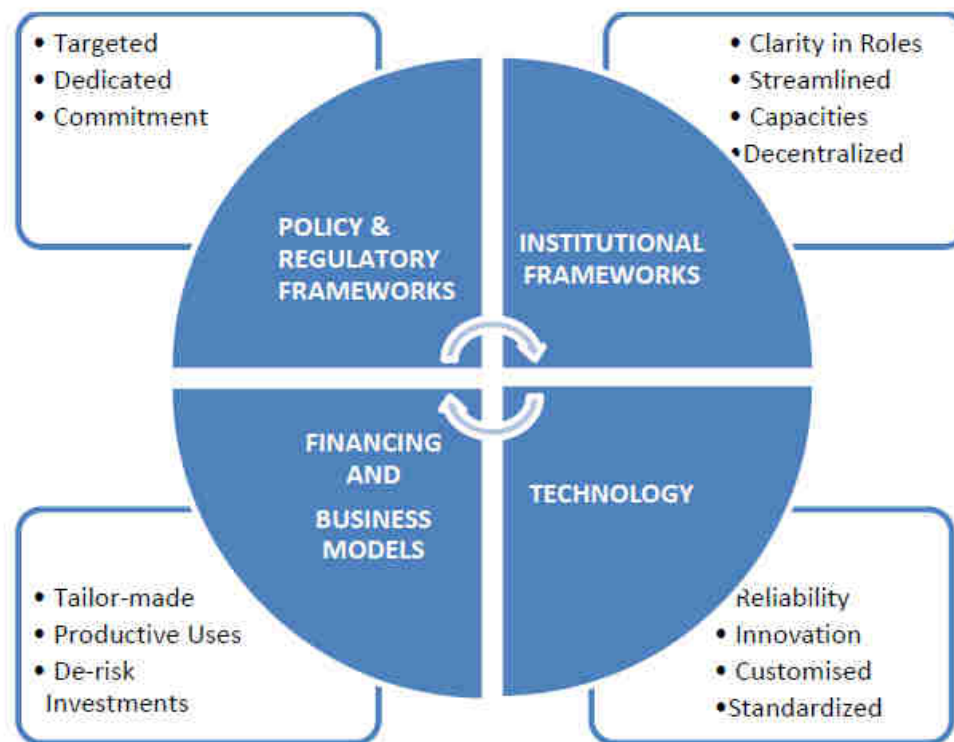 • Targeted
• Dedicated
• Commitment
• Clarity in Roles
• Streamlined
• Capacities
•Decentralized
POLICY &
REGULATORY
FRAMEWORKS
INSTITUTIONAL
FRAMEWORKS
FINANCING
AND
BUSINESS
MODELS
TECHNOLOGY
• Tailor-made
• Productive Uses
• De-risk
Investments
Reliability
• Innovation
• Customised
•Standardized